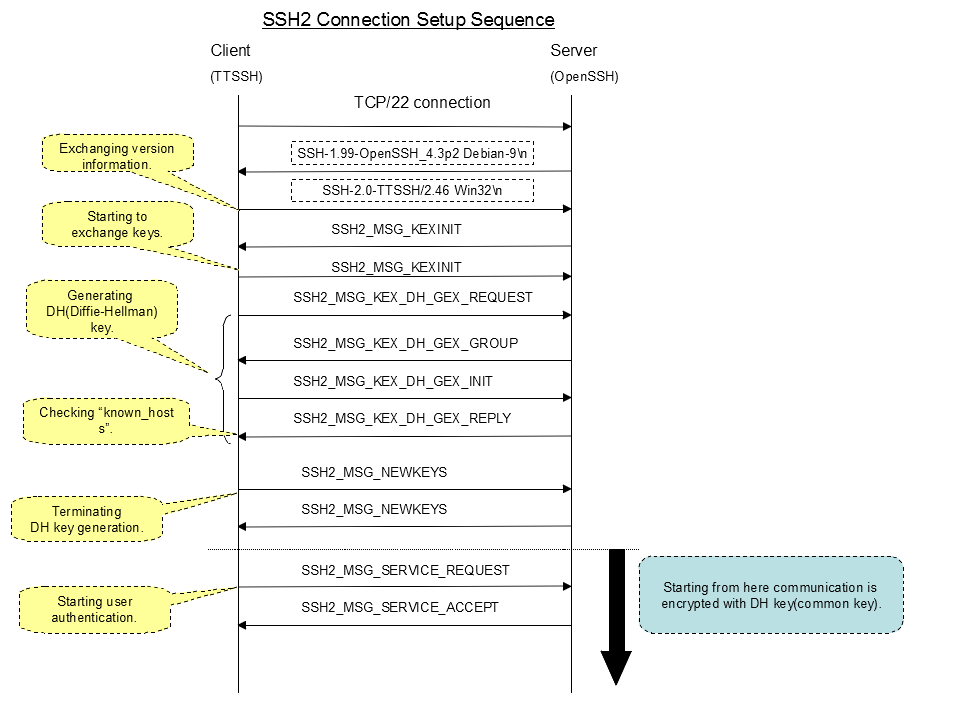 SSH2 Connection Setup Sequence
Client
Server
(TTSSH)
(OpenSSH)
TCP/22 connection
Exchanging version
information.
SSH-1.99-OpenSSH_4.3p2 Debian-9\n
SSH-2.0-TTSSH/2.46 Win32\n
Starting to
exchange keys.
SSH2_MSG_KEXINIT
SSH2_MSG_KEXINIT
Generating
DH(Diffie-Hellman)
key.
SSH2_MSG_KEX_DH_GEX_REQUEST
SSH2_MSG_KEX_DH_GEX_GROUP
SSH2_MSG_KEX_DH_GEX_INIT
Checking “known_host
s”.
SSH2_MSG_KEX_DH_GEX_REPLY
SSH2_MSG_NEWKEYS
Terminating
DH key generation.
SSH2_MSG_NEWKEYS
SSH2_MSG_SERVICE_REQUEST
Starting from here communication is
encrypted with DH key(common key).
Starting user
authentication.
SSH2_MSG_SERVICE_ACCEPT